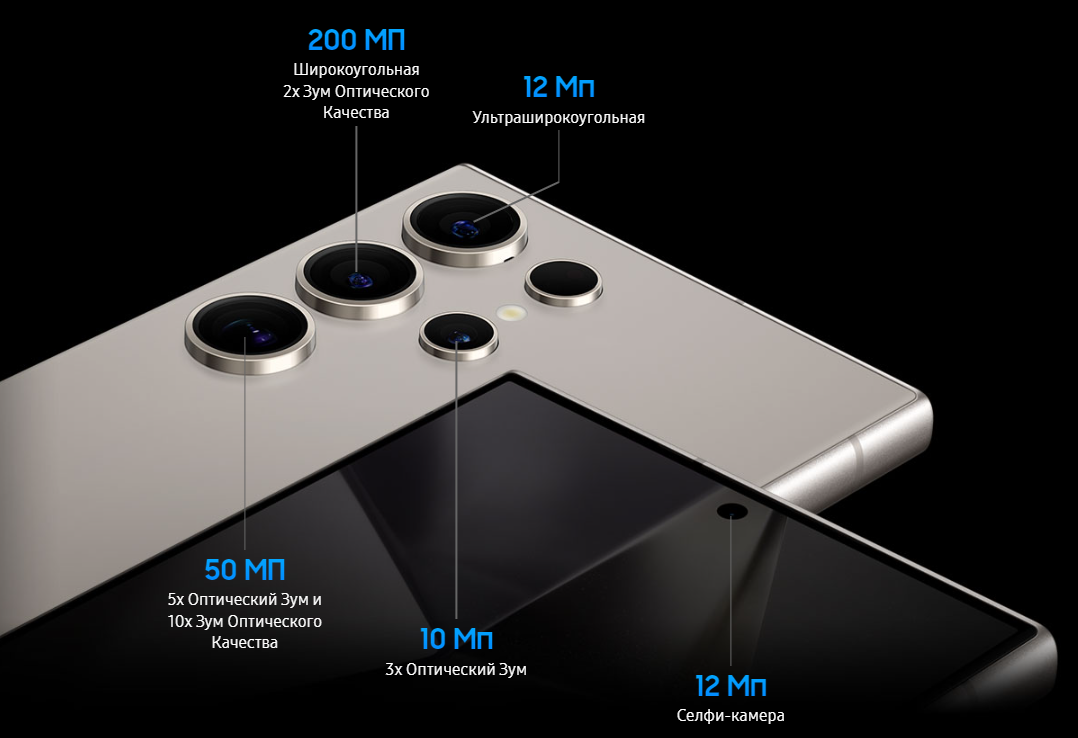 200 МП
Широкоугольная
2x Зум Оптического
Качества
12 Мп
Ультраширокоугольная
50 МП
5x Оптический Зум и
10x Зум Оптического
Качества
10 Мп
3x Оптический Зум
12 Мп
Селфи-камера